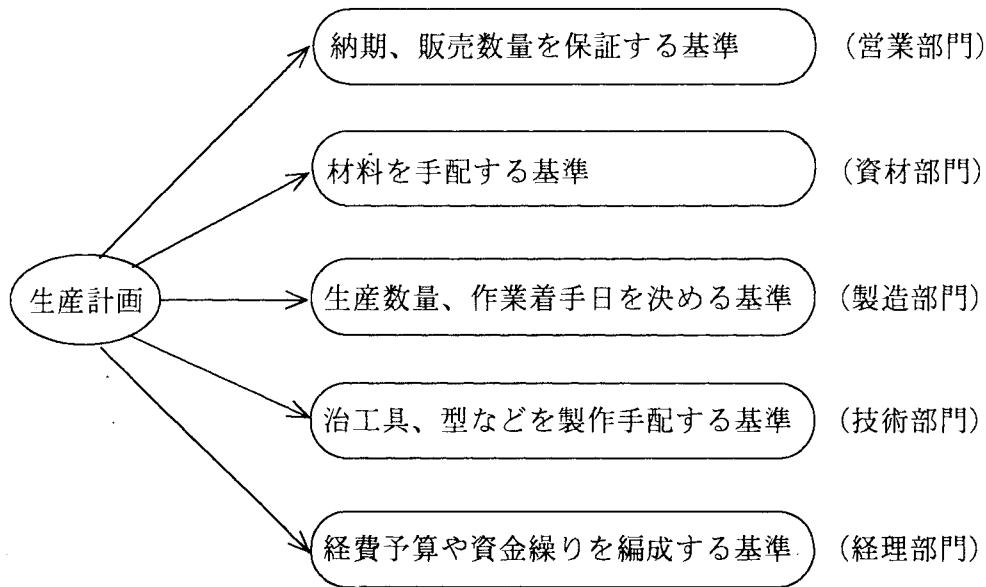 納期、販売数量を保証する基準 (営業部門)
材料を手配する基準 (資材部門)
生産計画
生産数量、作業着手日を決める基準 (製造部門)
治工具、型などを製作手配する基準 (技術部門)
経費予算や資金繰りを編成する基準 (経理部門)